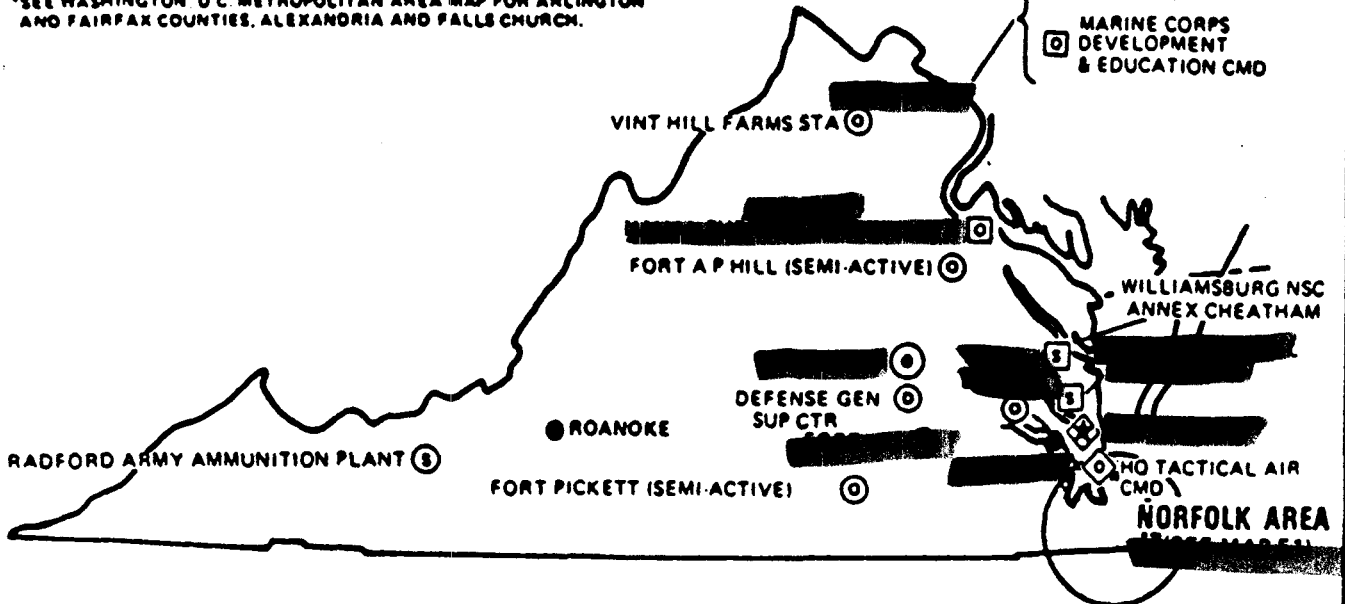 *SEE WASHINGTON, D.C. METROPOLITAN AREA MAP FOR ARLINGTON
AND FAIRFAX COUNTIES, ALEXANDRIA AND FALLS CHURCH.
MARINE CORPS
DEVELOPMENT
& EDUCATION CMD
VINT HILL FARMS STA
FORT A P HILL (SEMI-ACTIVE)
WILLIAMSBURG NSC
ANNEX CHEATHAM
S
DEFENSE GEN
SUP CTR
S
ROANOKE
RADFORD ARMY AMMUNITION PLANT
S
HQ TACTICAL AIR
CMD
FORT PICKETT (SEMI-ACTIVE)
NORFOLK AREA